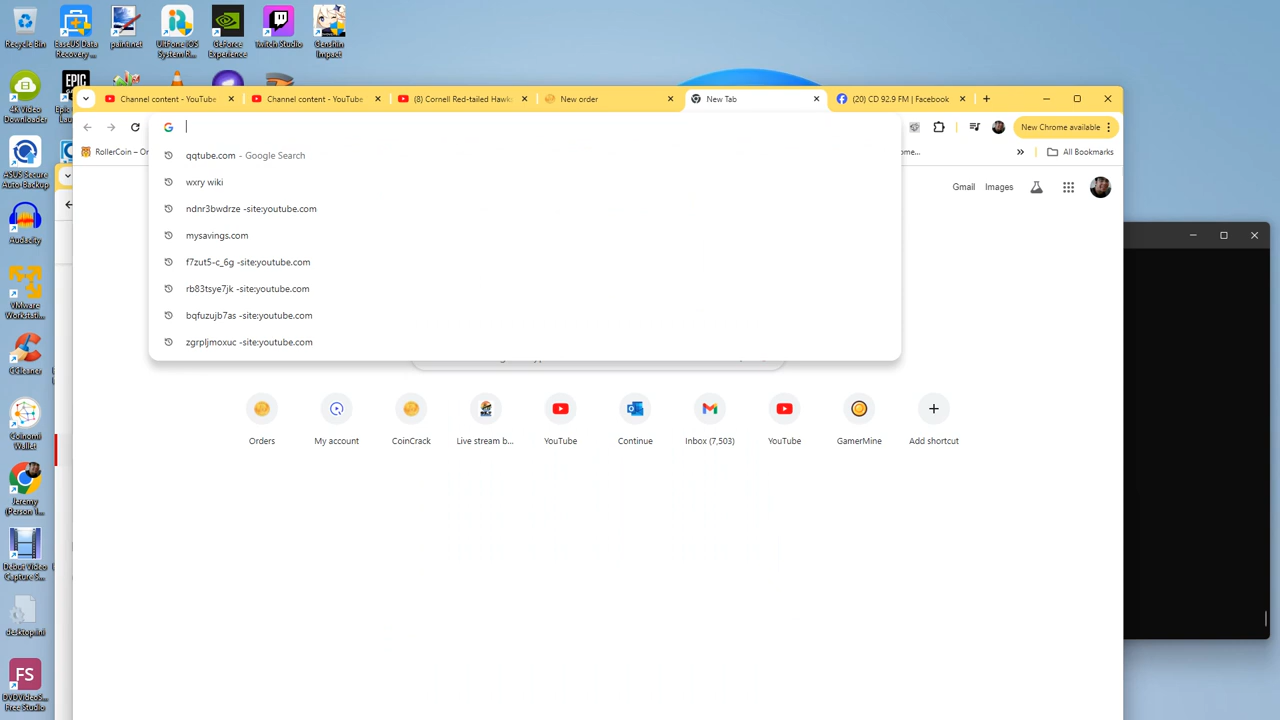 Recycle Bin
EaseUS Data Recovery ...
paint.net
UltFone iOS System R...
GeForce Experience
Twitch Studio
Genshin Impact
4K Video Downloader
EPIC
ASUS Secure Auto Backup
Audacity
VMware Workstati...
CCleaner
Coinomi Wallet
Jeremy (Person 1...
Debut Video Capture S...
desktop.ini
FS
DVDVideoS... Free Studio
Channel content - YouTube
Channel content - YouTube
(8) Cornell Red-tailed Hawks
New order
New Tab
(20) CD 92.9 FM | Facebook
New Chrome available
RollerCoin – On
ome...
All Bookmarks
qqtube.com - Google Search
wxry wiki
ndnr3bwdrze -site:youtube.com
mysavings.com
f7zut5-c_6g -site:youtube.com
rb83tsye7jk -site:youtube.com
bqfuzujb7as -site:youtube.com
zgrpljmoxuc -site:youtube.com
Gmail
Images
Orders
My account
CoinCrack
Live stream b...
YouTube
Continue
Inbox (7,503)
YouTube
GamerMine
Add shortcut